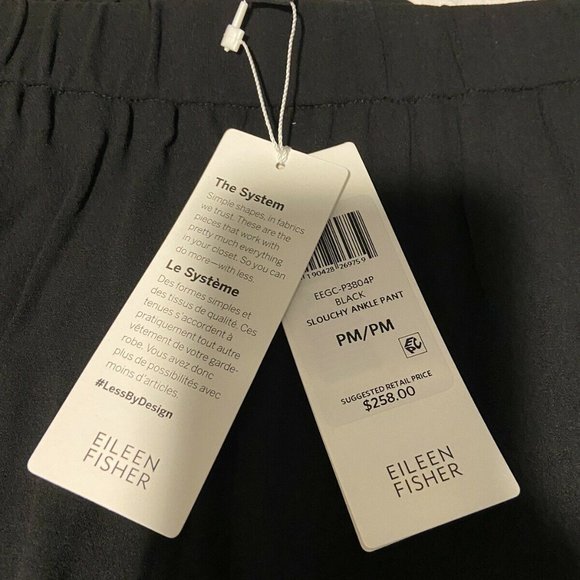 The System
Simple shapes, in fabrics
we trust. These are the
pieces that work with
pretty much everything
in your closet. So you can
do more—with less.
Le Système
Des formes simples et
des tissus de qualité. Ces
tenues s'accordent à
pratiquement tout autre
vêtement de votre garde-
robe. Vous avez donc
plus de possibilités avec
moins d'articles.
#LessByDesign
EILEEN
FISHER
190428 26975 9
EEGC-P3804P
BLACK
SLOUCHY ANKLE PANT
PM/PM
SUGGESTED RETAIL PRICE
$258.00
EILEEN
FISHER